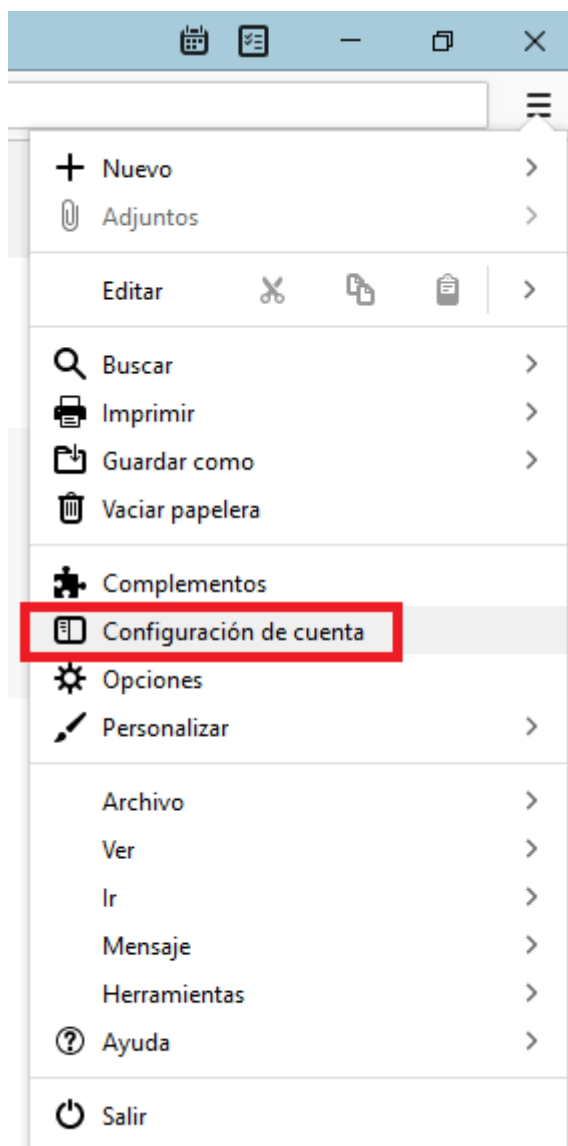 Nuevo
Adjuntos
Editar
Buscar
Imprimir
Guardar como
Vaciar papelera
Complementos
Configuración de cuenta
Opciones
Personalizar
Archivo
Ver
Ir
Mensaje
Herramientas
Ayuda
Salir